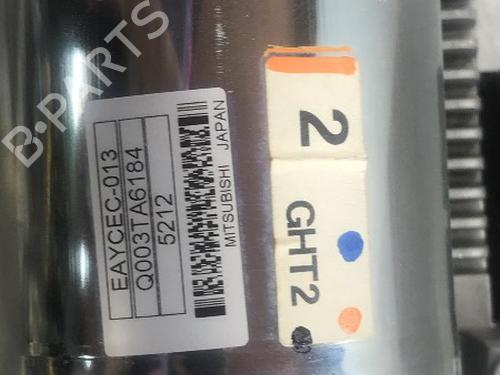 B-PARTS
EAYCEC-013
Q003TA6184
5212
MITSUBISHI JAPAN
2
GHT2